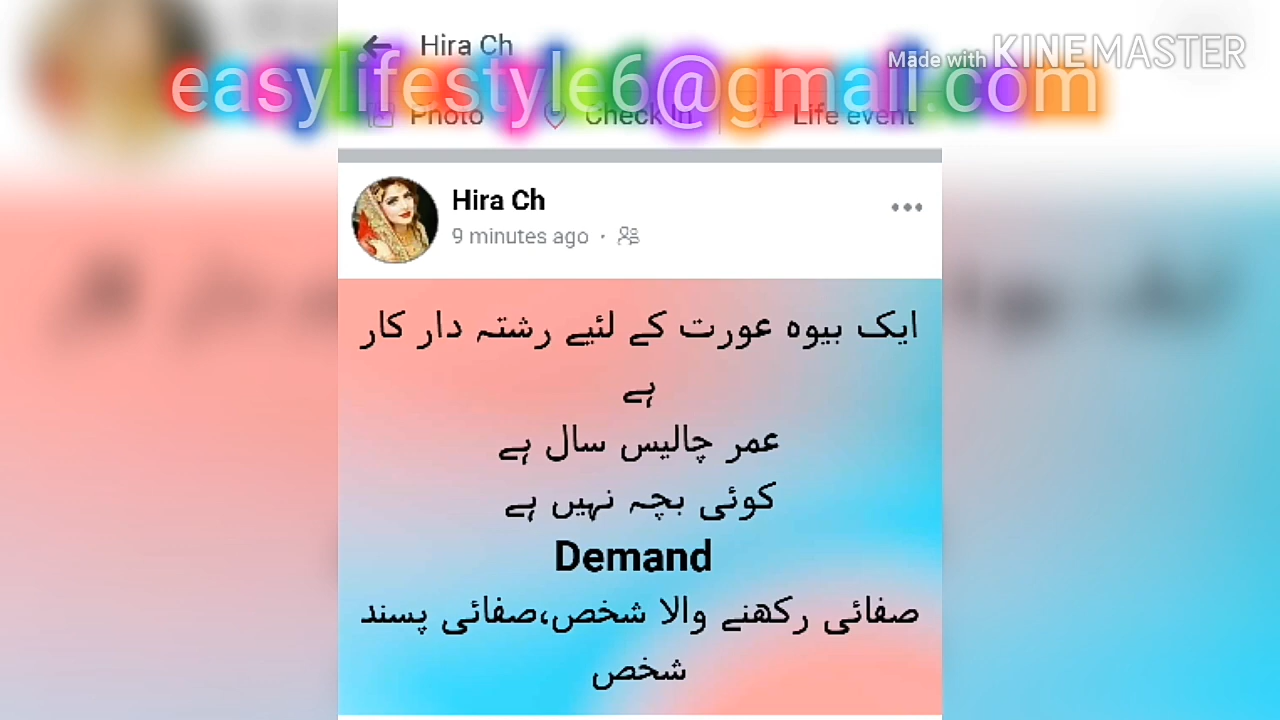 Hira Ch
Made with KINEMASTER
easylifestyle6@gmail.com
Photo Check In Life event
Hira Ch
9 minutes ago ·
ایک بیوہ عورت کے لئیے رشتہ دار کار
ہے
عمر چالیس سال ہے
کوئی بچہ نہیں ہے
Demand
صفائی رکھنے والا شخص،صفائی پسند
شخص